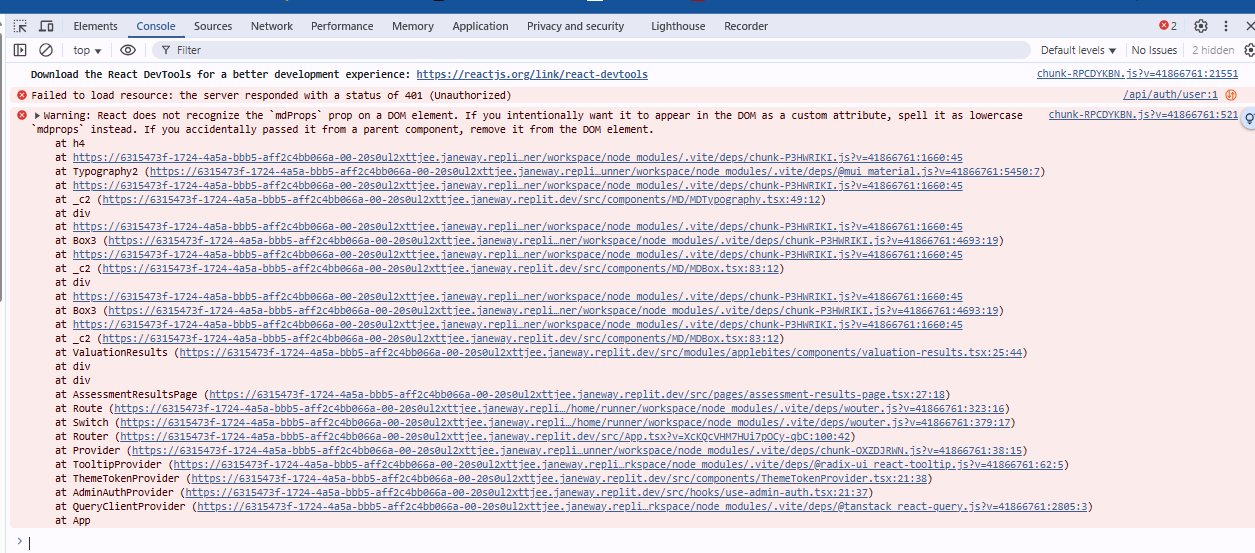 Elements Console Sources Network Performance Memory Application Privacy and security Lighthouse Recorder 2
top Filter Default levels No Issues 2 hidden
Download the React DevTools for a better development experience: https://reactjs.org/link/react-devtools chunk-RPCDYKBN.js?v=41866761:21551
Failed to load resource: the server responded with a status of 401 (Unauthorized) /api/auth/user:1
Warning: React does not recognize the `mdProps` prop on a DOM element. If you intentionally want it to appear in the DOM as a custom attribute, spell it as lowercase chunk-RPCDYKBN.js?v=41866761:521
`mdprops` instead. If you accidentally passed it from a parent component, remove it from the DOM element.
at h4
at https://6315473f-1724-4a5a-bbb5-aff2c4bb066a-00-20s0ul2xttjee.janeway.repli…ner/workspace/node_modules/.vite/deps/chunk-P3HWRIKI.js?v=41866761:1660:45
at Typography2 (https://6315473f-1724-4a5a-bbb5-aff2c4bb066a-00-20s0ul2xttjee.janeway.repli…unner/workspace/node_modules/.vite/deps/@mui_material.js?v=41866761:5450:7)
at https://6315473f-1724-4a5a-bbb5-aff2c4bb066a-00-20s0ul2xttjee.janeway.repli…ner/workspace/node_modules/.vite/deps/chunk-P3HWRIKI.js?v=41866761:1660:45
at _c2 (https://6315473f-1724-4a5a-bbb5-aff2c4bb066a-00-20s0ul2xttjee.janeway.replit.dev/src/components/MD/MDTypography.tsx:49:12)
at div
at https://6315473f-1724-4a5a-bbb5-aff2c4bb066a-00-20s0ul2xttjee.janeway.repli…ner/workspace/node_modules/.vite/deps/chunk-P3HWRIKI.js?v=41866761:1660:45
at Box3 (https://6315473f-1724-4a5a-bbb5-aff2c4bb066a-00-20s0ul2xttjee.janeway.repli…ner/workspace/node_modules/.vite/deps/chunk-P3HWRIKI.js?v=41866761:4693:19)
at https://6315473f-1724-4a5a-bbb5-aff2c4bb066a-00-20s0ul2xttjee.janeway.repli…ner/workspace/node_modules/.vite/deps/chunk-P3HWRIKI.js?v=41866761:1660:45
at _c2 (https://6315473f-1724-4a5a-bbb5-aff2c4bb066a-00-20s0ul2xttjee.janeway.replit.dev/src/components/MD/MDBox.tsx:83:12)
at div
at https://6315473f-1724-4a5a-bbb5-aff2c4bb066a-00-20s0ul2xttjee.janeway.repli…ner/workspace/node_modules/.vite/deps/chunk-P3HWRIKI.js?v=41866761:1660:45
at Box3 (https://6315473f-1724-4a5a-bbb5-aff2c4bb066a-00-20s0ul2xttjee.janeway.repli…ner/workspace/node_modules/.vite/deps/chunk-P3HWRIKI.js?v=41866761:4693:19)
at https://6315473f-1724-4a5a-bbb5-aff2c4bb066a-00-20s0ul2xttjee.janeway.repli…ner/workspace/node_modules/.vite/deps/chunk-P3HWRIKI.js?v=41866761:1660:45
at _c2 (https://6315473f-1724-4a5a-bbb5-aff2c4bb066a-00-20s0ul2xttjee.janeway.replit.dev/src/components/MD/MDBox.tsx:83:12)
at ValuationResults (https://6315473f-1724-4a5a-bbb5-aff2c4bb066a-00-20s0ul2xttjee.janeway.replit.dev/src/modules/applebites/components/valuation-results.tsx:25:44)
at div
at div
at AssessmentResultsPage (https://6315473f-1724-4a5a-bbb5-aff2c4bb066a-00-20s0ul2xttjee.janeway.replit.dev/src/pages/assessment-results-page.tsx:27:18)
at Route (https://6315473f-1724-4a5a-bbb5-aff2c4bb066a-00-20s0ul2xttjee.janeway.repli…/home/runner/workspace/node_modules/.vite/deps/wouter.js?v=41866761:323:16)
at Switch (https://6315473f-1724-4a5a-bbb5-aff2c4bb066a-00-20s0ul2xttjee.janeway.repli…/home/runner/workspace/node_modules/.vite/deps/wouter.js?v=41866761:379:17)
at Router (https://6315473f-1724-4a5a-bbb5-aff2c4bb066a-00-20s0ul2xttjee.janeway.replit.dev/src/App.tsx?v=XcKQcVHM7HUi7pOCy-qbC:100:42)
at Provider (https://6315473f-1724-4a5a-bbb5-aff2c4bb066a-00-20s0ul2xttjee.janeway.repli…unner/workspace/node_modules/.vite/deps/chunk-OXZDJRWN.js?v=41866761:38:15)
at TooltipProvider (https://6315473f-1724-4a5a-bbb5-aff2c4bb066a-00-20s0ul2xttjee.janeway.repli…rkspace/node_modules/.vite/deps/@radix-ui_react-tooltip.js?v=41866761:62:5)
at ThemeTokenProvider (https://6315473f-1724-4a5a-bbb5-aff2c4bb066a-00-20s0ul2xttjee.janeway.replit.dev/src/components/ThemeTokenProvider.tsx:21:38)
at AdminAuthProvider (https://6315473f-1724-4a5a-bbb5-aff2c4bb066a-00-20s0ul2xttjee.janeway.replit.dev/src/hooks/use-admin-auth.tsx:21:37)
at QueryClientProvider (https://6315473f-1724-4a5a-bbb5-aff2c4bb066a-00-20s0ul2xttjee.janeway.repli…rkspace/node_modules/.vite/deps/@tanstack_react-query.js?v=41866761:2805:3)
at App